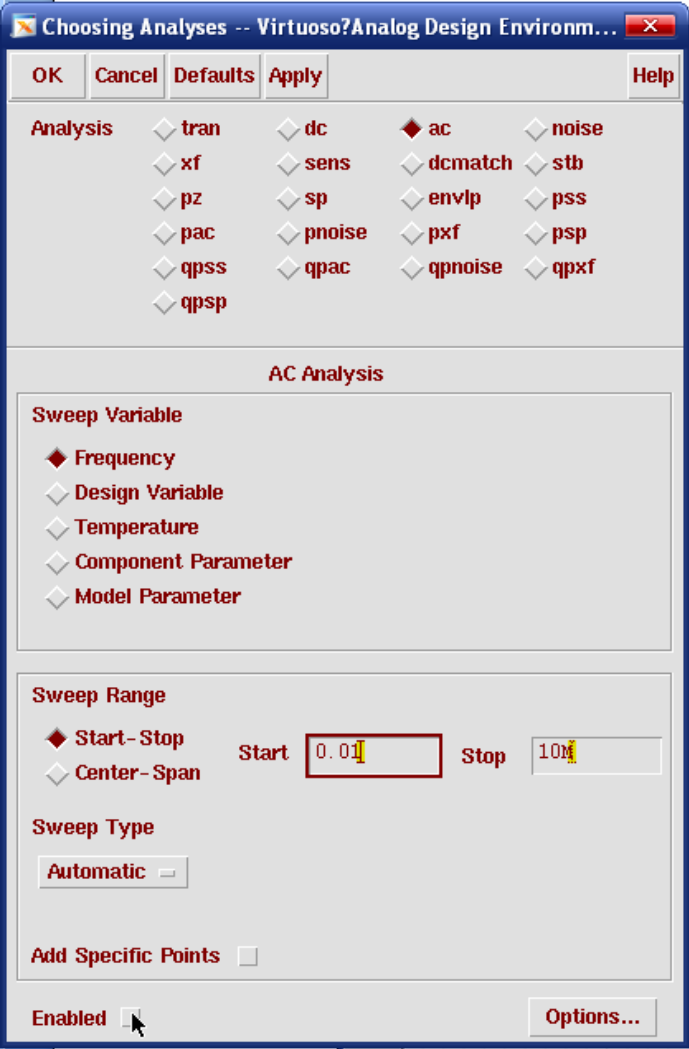 Choosing Analyses -- Virtuoso?Analog Design Environm...
OK Cancel Defaults Apply Help
Analysis tran dc ac noise
xf sens dcmatch stb
pz sp envlp pss
pac pnoise pxf psp
qpss qpac qpnoise qpxf
qpsp
AC Analysis
Sweep Variable
Frequency
Design Variable
Temperature
Component Parameter
Model Parameter
Sweep Range
Start-Stop
Center-Span
Start 0.01 Stop 10M
Sweep Type
Automatic
Add Specific Points
Enabled Options...